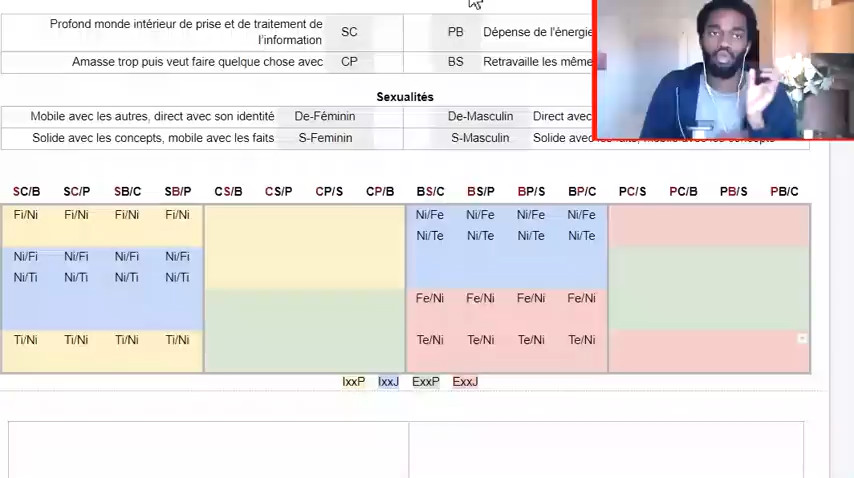 Profond monde intérieur de prise et de traitement de
l'information SC PB Dépense de l'énergie
Amasse trop puis veut faire quelque chose avec CP BS Retravaille les même
Sexualités
Mobile avec les autres, direct avec son identité De-Féminin De-Masculin Direct avec
Solide avec les concepts, mobile avec les faits S-Feminin S-Masculin Solide avec les faits, mobile avec les concepts
SC/B SC/P SB/C SB/P CS/B CS/P CP/S CP/B BS/C BS/P BP/S BP/C PC/S PC/B PB/S PB/C
Fi/Ni Fi/Ni Fi/Ni Fi/Ni Ni/Fe Ni/Fe Ni/Fe Ni/Fe
Ni/Te Ni/Te Ni/Te Ni/Te
Ni/Fi Ni/Fi Ni/Fi Ni/Fi
Ni/Ti Ni/Ti Ni/Ti Ni/Ti
Fe/Ni Fe/Ni Fe/Ni Fe/Ni
Ti/Ni Ti/Ni Ti/Ni Ti/Ni Te/Ni Te/Ni Te/Ni Te/Ni
IxxP IxxJ ExxP ExxJ